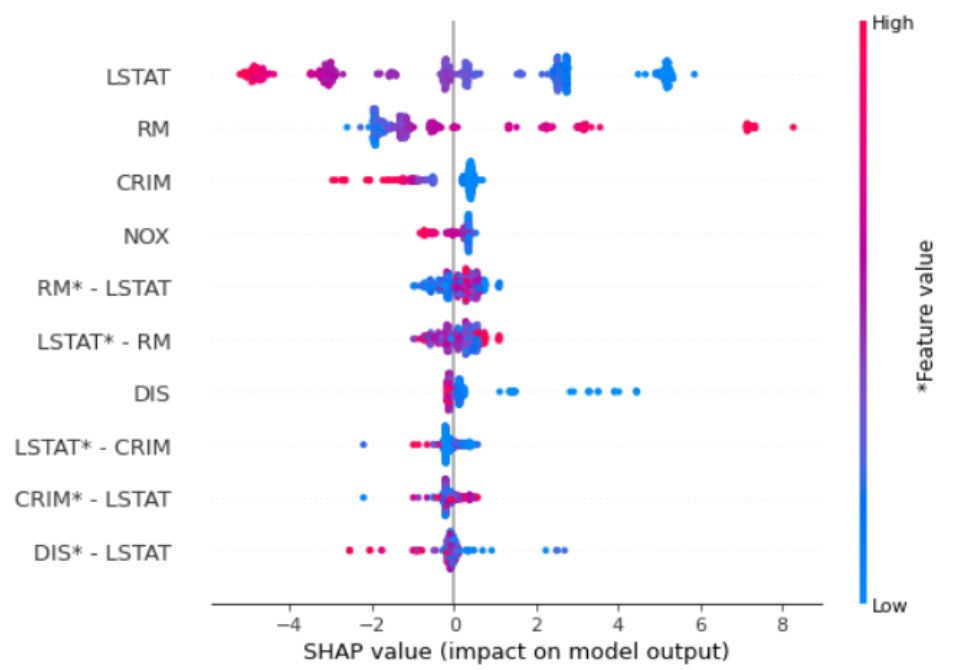 High
LSTAT
RM
CRIM
NOX
RM* - LSTAT
LSTAT* - RM
DIS
LSTAT* - CRIM
CRIM* - LSTAT
DIS* - LSTAT
*Feature value
Low
−4 −2 0 2 4 6 8
SHAP value (impact on model output)